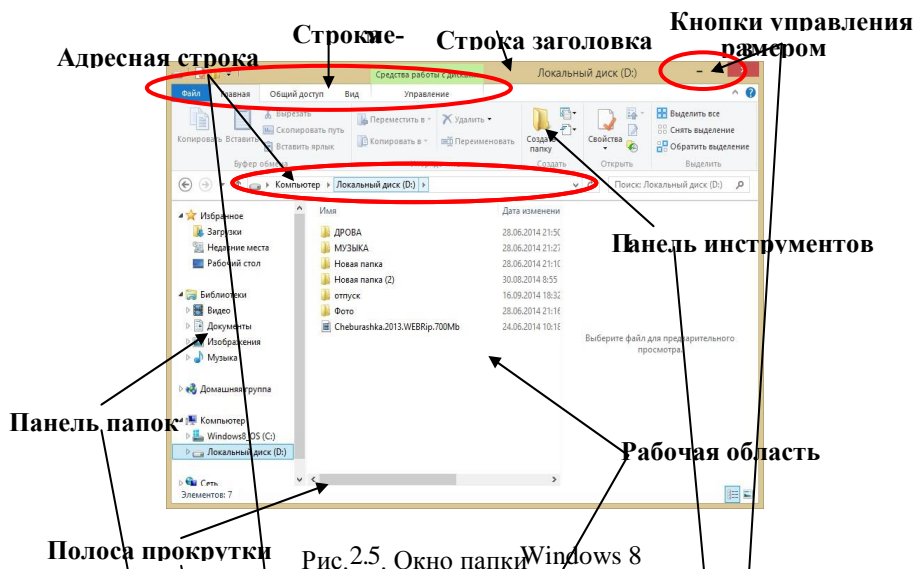 Кнопки управления
размером
Строка ме-
Строка заголовка
Адресная строка
Средства работы с дисками
Локальный диск (D:)
Файл Главная Общий доступ Вид Управление
Копировать Вставить
Вырезать
Скопировать путь
Вставить ярлык
Переместить в
Копировать в
Удалить
Переименовать
Создать папку
Свойства
Выделить все
Снять выделение
Обратить выделение
Буфер обмена
Создать
Открыть
Выделить
Компьютер Локальный диск (D:)
Поиск: Локальный диск (D:)
Имя Дата изменени
Избранное
Загрузки
Недавние места
Рабочий стол
Библиотеки
Видео
Документы
Изображения
Музыка
Домашняя группа
Компьютер
Windows8_OS (C:)
Локальный диск (D:)
Сеть
ДРОВА 28.06.2014 21:50
МУЗЫКА 28.06.2014 21:27
Новая папка 28.06.2014 21:10
Новая папка (2) 30.08.2014 8:55
отпуск 16.09.2014 18:32
Фото 28.06.2014 21:16
Cheburashka.2013.WEBRip.700Mb 24.06.2014 10:18
Выберите файл для предварительного
просмотра.
Панель инструментов
Панель папок
Рабочая область
Элементов: 7
Полоса прокрутки
Рис.2.5. Окно папки Windows 8